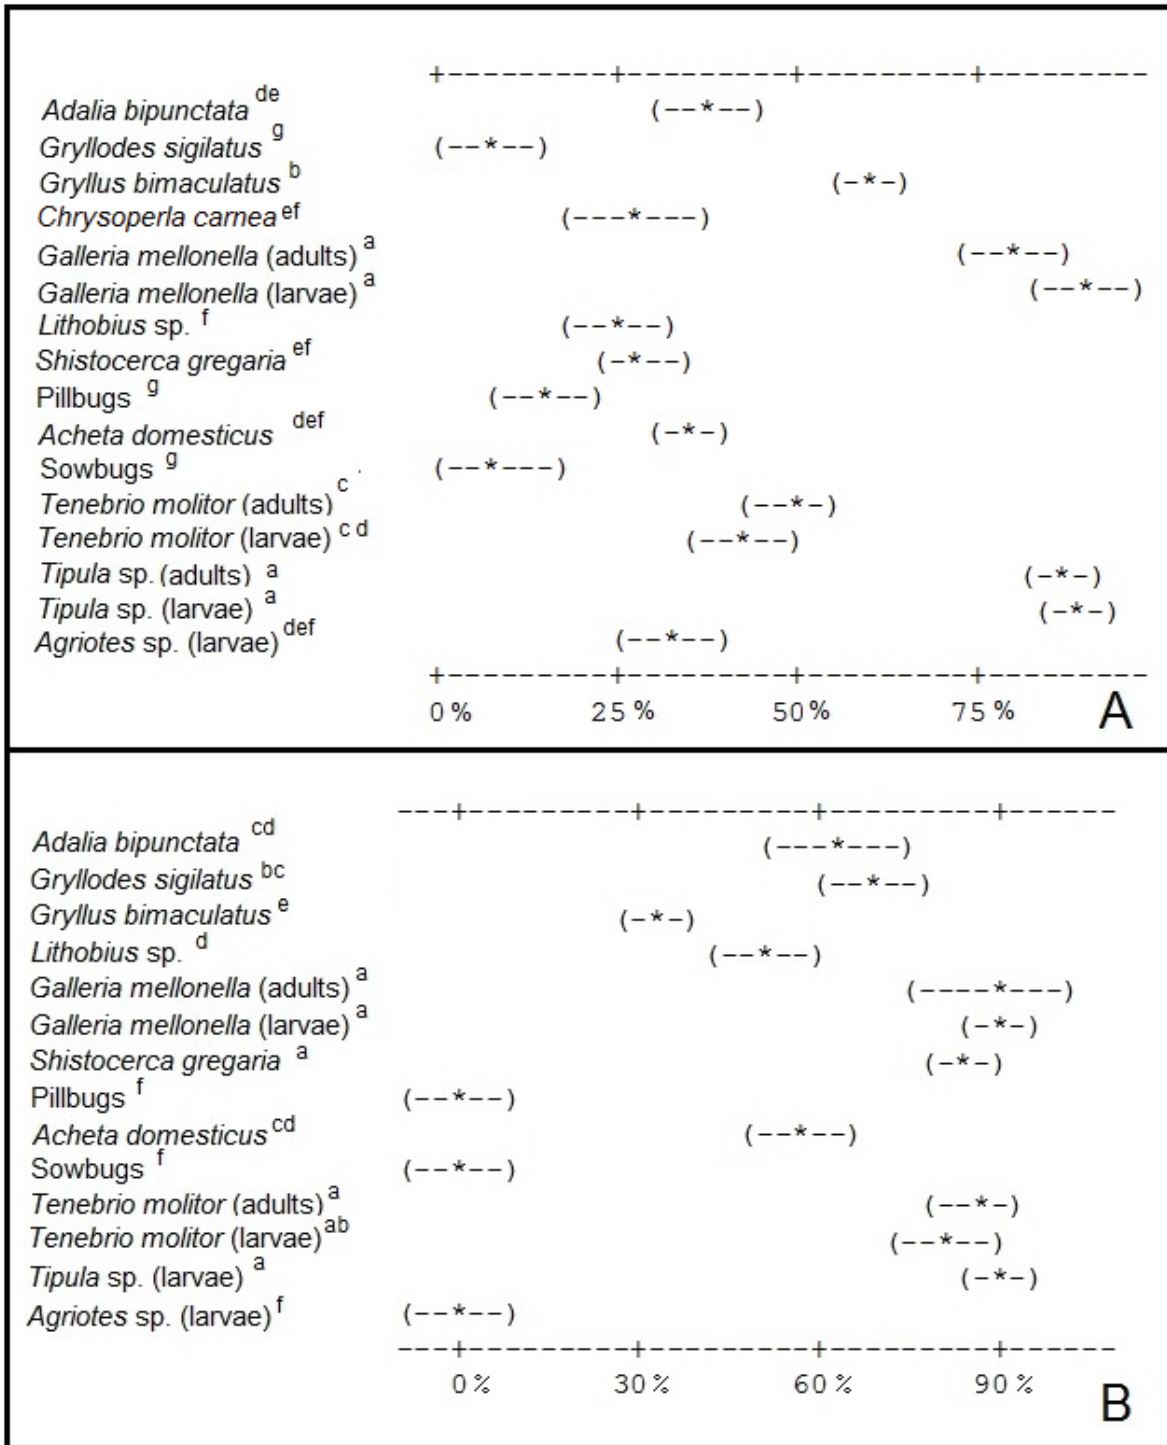 +---------+---------+---------+---------
Adalia bipunctata de (--*--)
Gryllodes sigilatus g (--*--)
Gryllus bimaculatus b (-*-)
Chrysoperla carnea ef (---*---)
Galleria mellonella (adults) a (--*--)
Galleria mellonella (larvae) a (--*--)
Lithobius sp. f (--*--)
Shistocerca gregaria ef (-*--)
Pillbugs g (--*--)
Acheta domesticus def (-*-)
Sowbugs g (--*---)
Tenebrio molitor (adults) c (--*-)
Tenebrio molitor (larvae) c d (--*--)
Tipula sp. (adults) a (-*-)
Tipula sp. (larvae) a (-*-)
Agriotes sp. (larvae) def (--*--)
+---------+---------+---------+---------
0% 25% 50% 75% A
---+---------+---------+---------+------
Adalia bipunctata cd (---*---)
Gryllodes sigilatus bc (--*--)
Gryllus bimaculatus e (-*-)
Lithobius sp. d (--*--)
Galleria mellonella (adults) a (----*---)
Galleria mellonella (larvae) a (-*-)
Shistocerca gregaria a (-*-)
Pillbugs f (--*--)
Acheta domesticus cd (--*--)
Sowbugs f (--*--)
Tenebrio molitor (adults) a (--*-)
Tenebrio molitor (larvae) ab (--*--)
Tipula sp. (larvae) a (-*-)
Agriotes sp. (larvae) f (--*--)
---+---------+---------+---------+------
0% 30% 60% 90% B